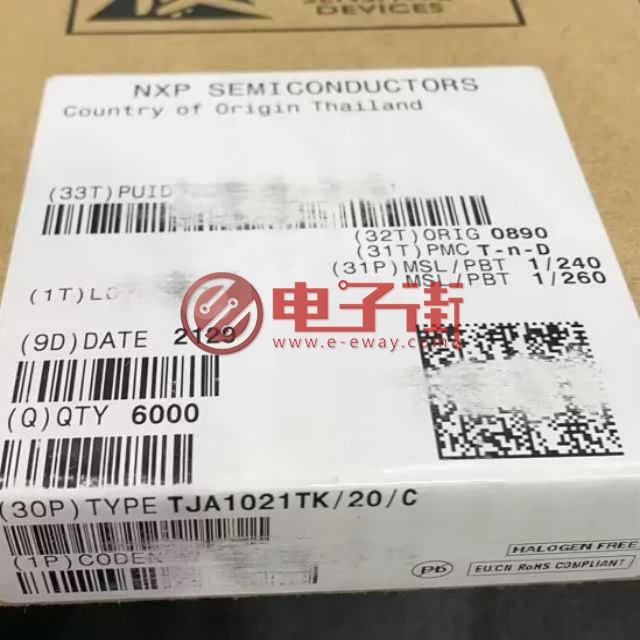 DEVICES
NXP SEMICONDUCTORS
Country of Origin Thailand
(33T)PUID
(32T)ORIG 0890
(31T)PMC T-n-D
(31P)MSL/PBT 1/240
MSL/PBT 1/260
(1T)
电子街
www.e-eway.com
(9D)DATE 2129
(Q)QTY 6000
(30P)TYPE TJA1021TK/20/C
(1P)CODEN
HALOGEN FREE
EU/CN RoHS COMPLIANT